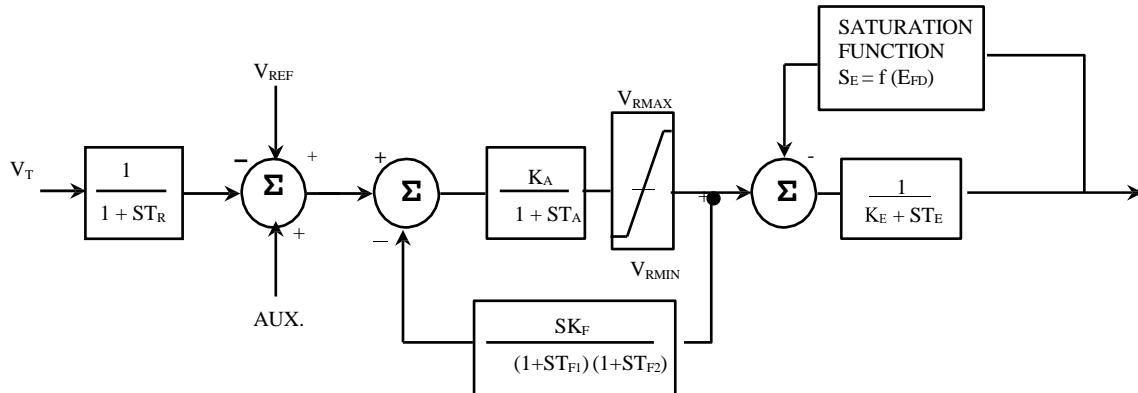 SATURATION
FUNCTION
S_E = f (E_FD)
V_REF
V_RMAX
V_T
1
1 + ST_R
−
+
Σ
+
+
Σ
−
K_A
1 + ST_A
+
-
Σ
1
K_E + ST_E
V_RMIN
AUX.
SK_F
(1+ST_F1) (1+ST_F2)